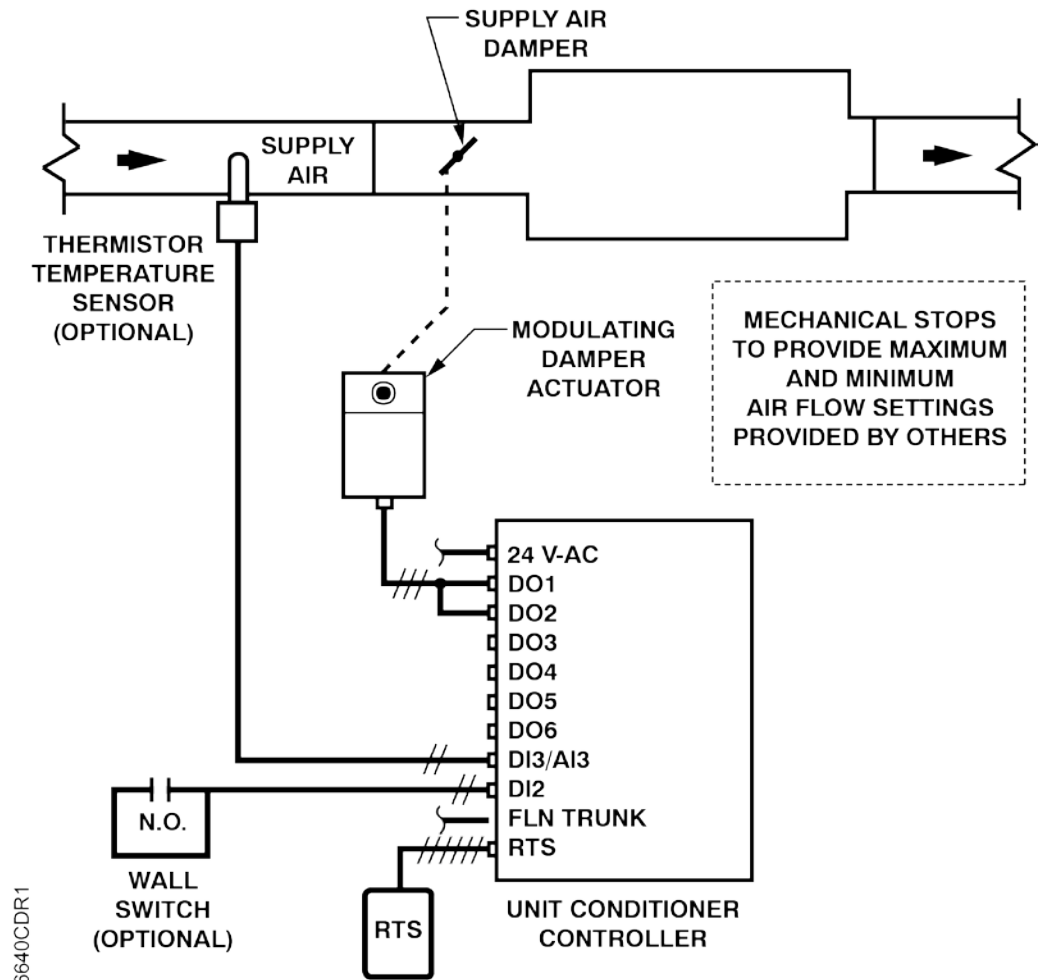 SUPPLY AIR
DAMPER
SUPPLY
AIR
THERMISTOR
TEMPERATURE
SENSOR
(OPTIONAL)
MODULATING
DAMPER
ACTUATOR
MECHANICAL STOPS
TO PROVIDE MAXIMUM
AND MINIMUM
AIR FLOW SETTINGS
PROVIDED BY OTHERS
24 V-AC
DO1
DO2
DO3
DO4
DO5
DO6
DI3/AI3
DI2
FLN TRUNK
RTS
N.O.
WALL
SWITCH
(OPTIONAL)
RTS
UNIT CONDITIONER
CONTROLLER
6640CDR1